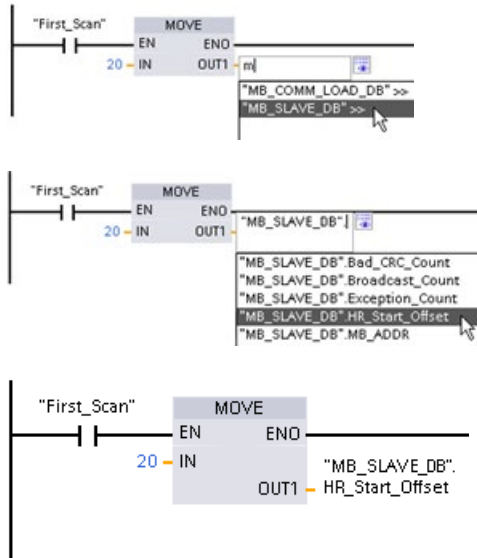 "First_Scan" MOVE
EN ENO
20 IN OUT1 m
"MB_COMM_LOAD_DB" >>
"MB_SLAVE_DB" >>
"First_Scan" MOVE
EN ENO
"MB_SLAVE_DB".
20 IN OUT1
"MB_SLAVE_DB".Bad_CRC_Count
"MB_SLAVE_DB".Broadcast_Count
"MB_SLAVE_DB".Exception_Count
"MB_SLAVE_DB".HR_Start_Offset
"MB_SLAVE_DB".MB_ADDR
"First_Scan" MOVE
EN ENO
20 IN
"MB_SLAVE_DB".
OUT1 HR_Start_Offset